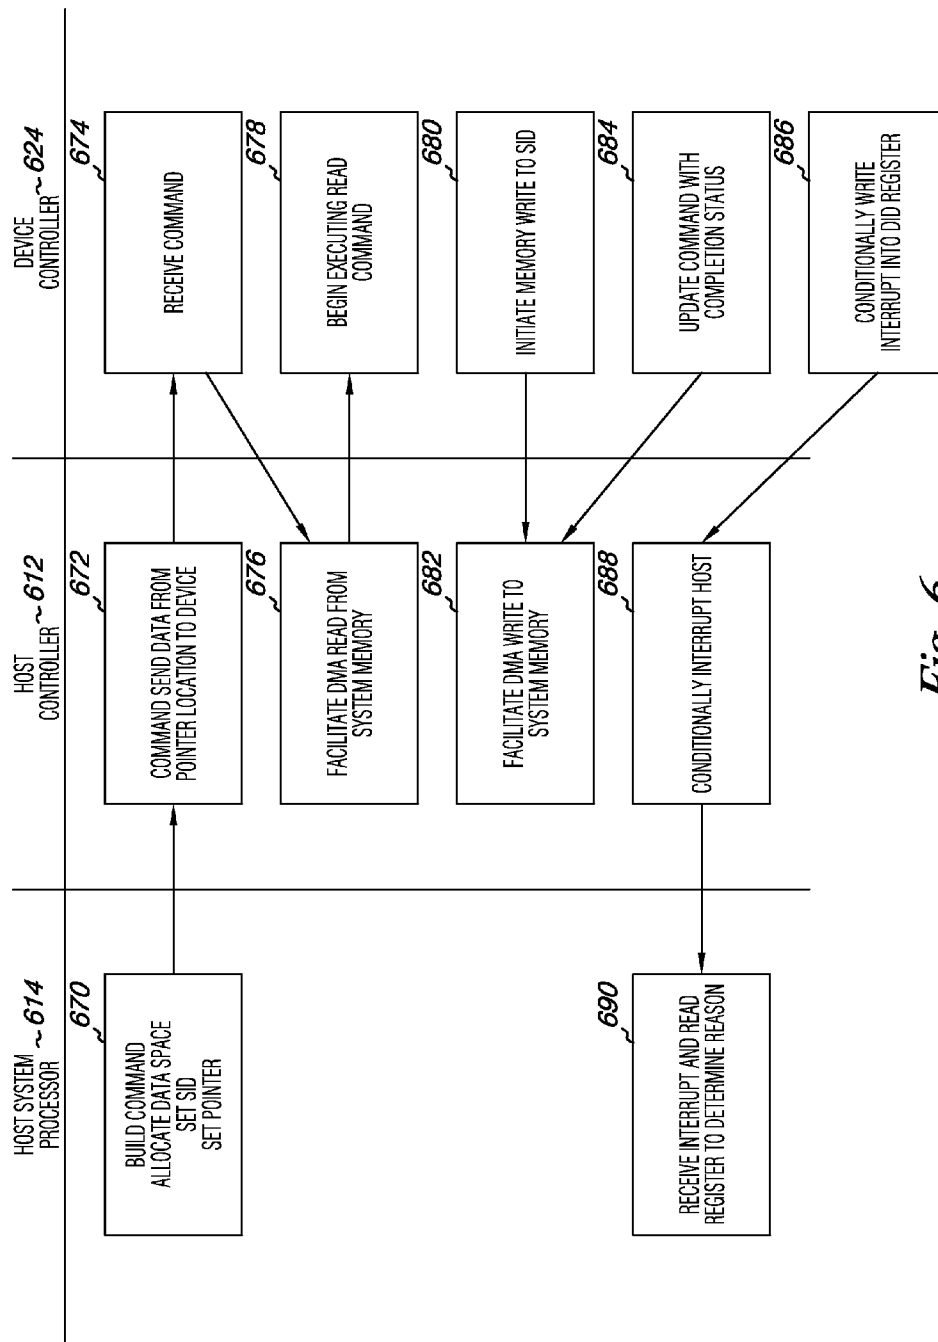 HOST SYSTEM
PROCESSOR ~614
HOST
CONTROLLER ~612
DEVICE
CONTROLLER ~624
670
BUILD COMMAND
ALLOCATE DATA SPACE
SET SID
SET POINTER
672
COMMAND SEND DATA FROM
POINTER LOCATION TO DEVICE
674
RECEIVE COMMAND
676
FACILITATE DMA READ FROM
SYSTEM MEMORY
678
BEGIN EXECUTING READ
COMMAND
682
FACILITATE DMA WRITE TO
SYSTEM MEMORY
680
INITIATE MEMORY WRITE TO SID
690
RECEIVE INTERRUPT AND READ
REGISTER TO DETERMINE REASON
688
CONDITIONALLY INTERRUPT HOST
684
UPDATE COMMAND WITH
COMPLETION STATUS
686
CONDITIONALLY WRITE
INTERRUPT INTO DID REGISTER
Fig. 6